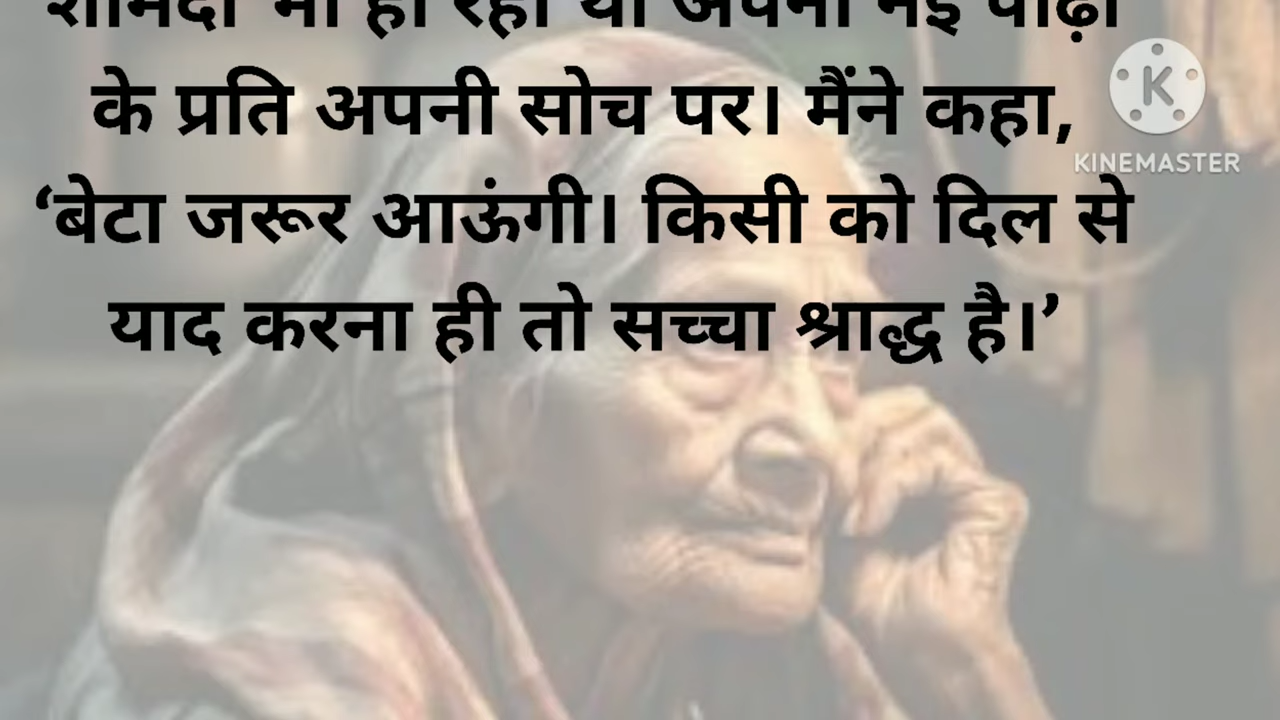 के प्रति अपनी सोच पर। मैंने कहा,
‘बेटा जरूर आऊंगी। किसी को दिल से
याद करना ही तो सच्चा श्राद्ध है।’
K
KINEMASTER